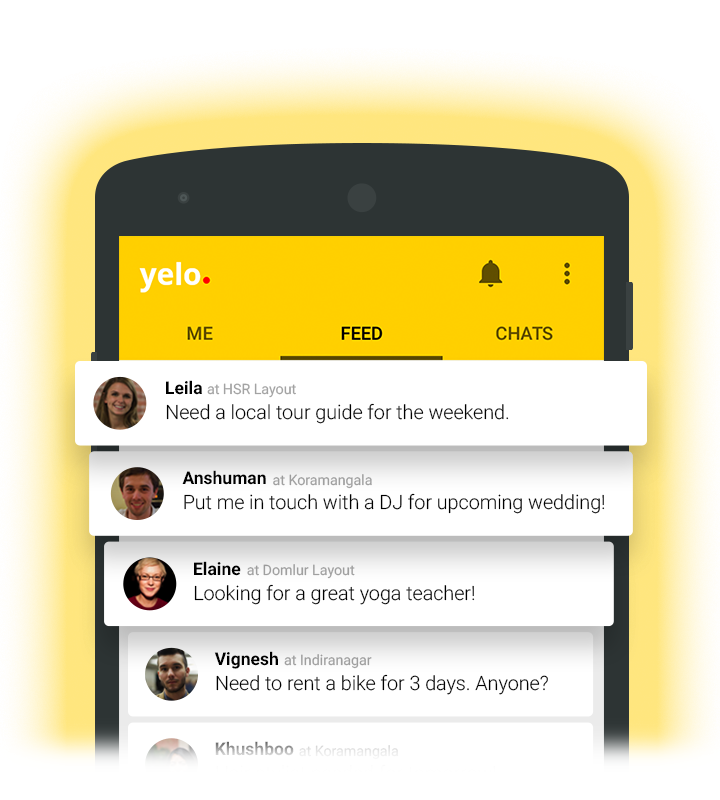 yelo.
ME FEED CHATS
Leila at HSR Layout
Need a local tour guide for the weekend.
Anshuman at Koramangala
Put me in touch with a DJ for upcoming wedding!
Elaine at Domlur Layout
Looking for a great yoga teacher!
Vignesh at Indiranagar
Need to rent a bike for 3 days. Anyone?
Khushboo at Koramangala